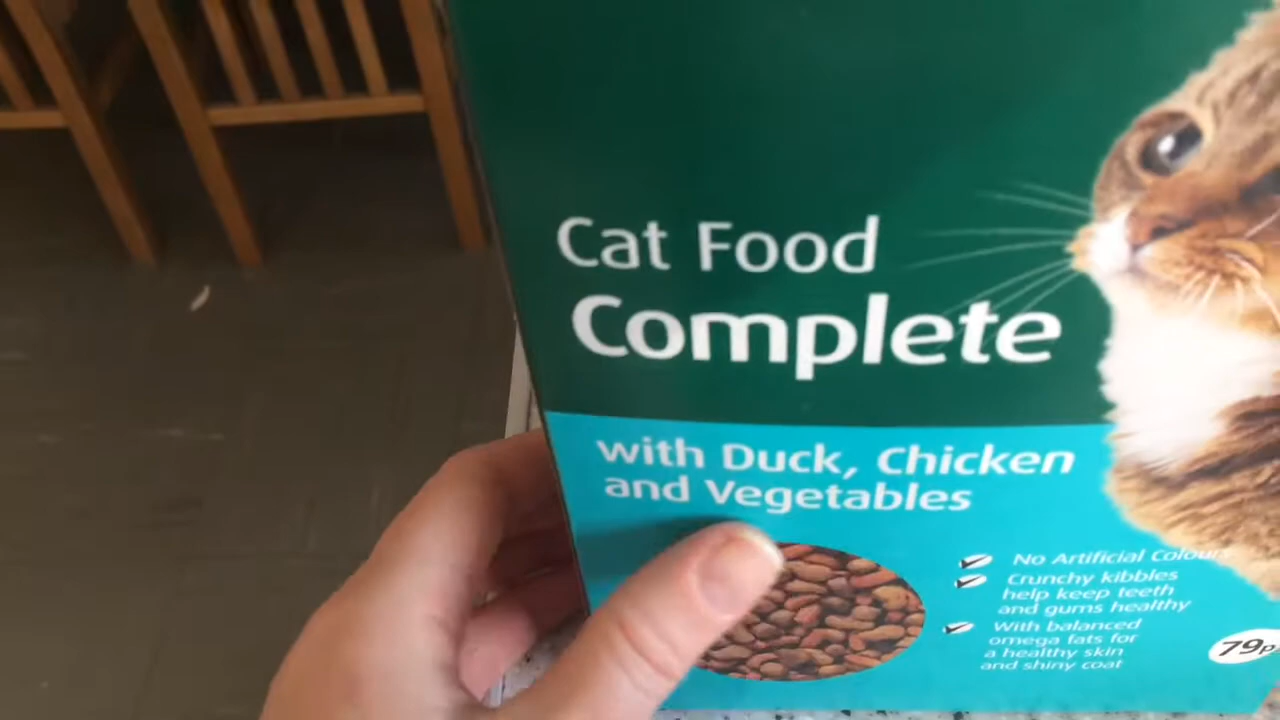 Cat Food
Complete
with Duck, Chicken
and Vegetables
No Artificial Colours
Crunchy kibbles
help keep teeth
and gums healthy
With balanced
omega fats for
a healthy skin
and shiny coat
79p